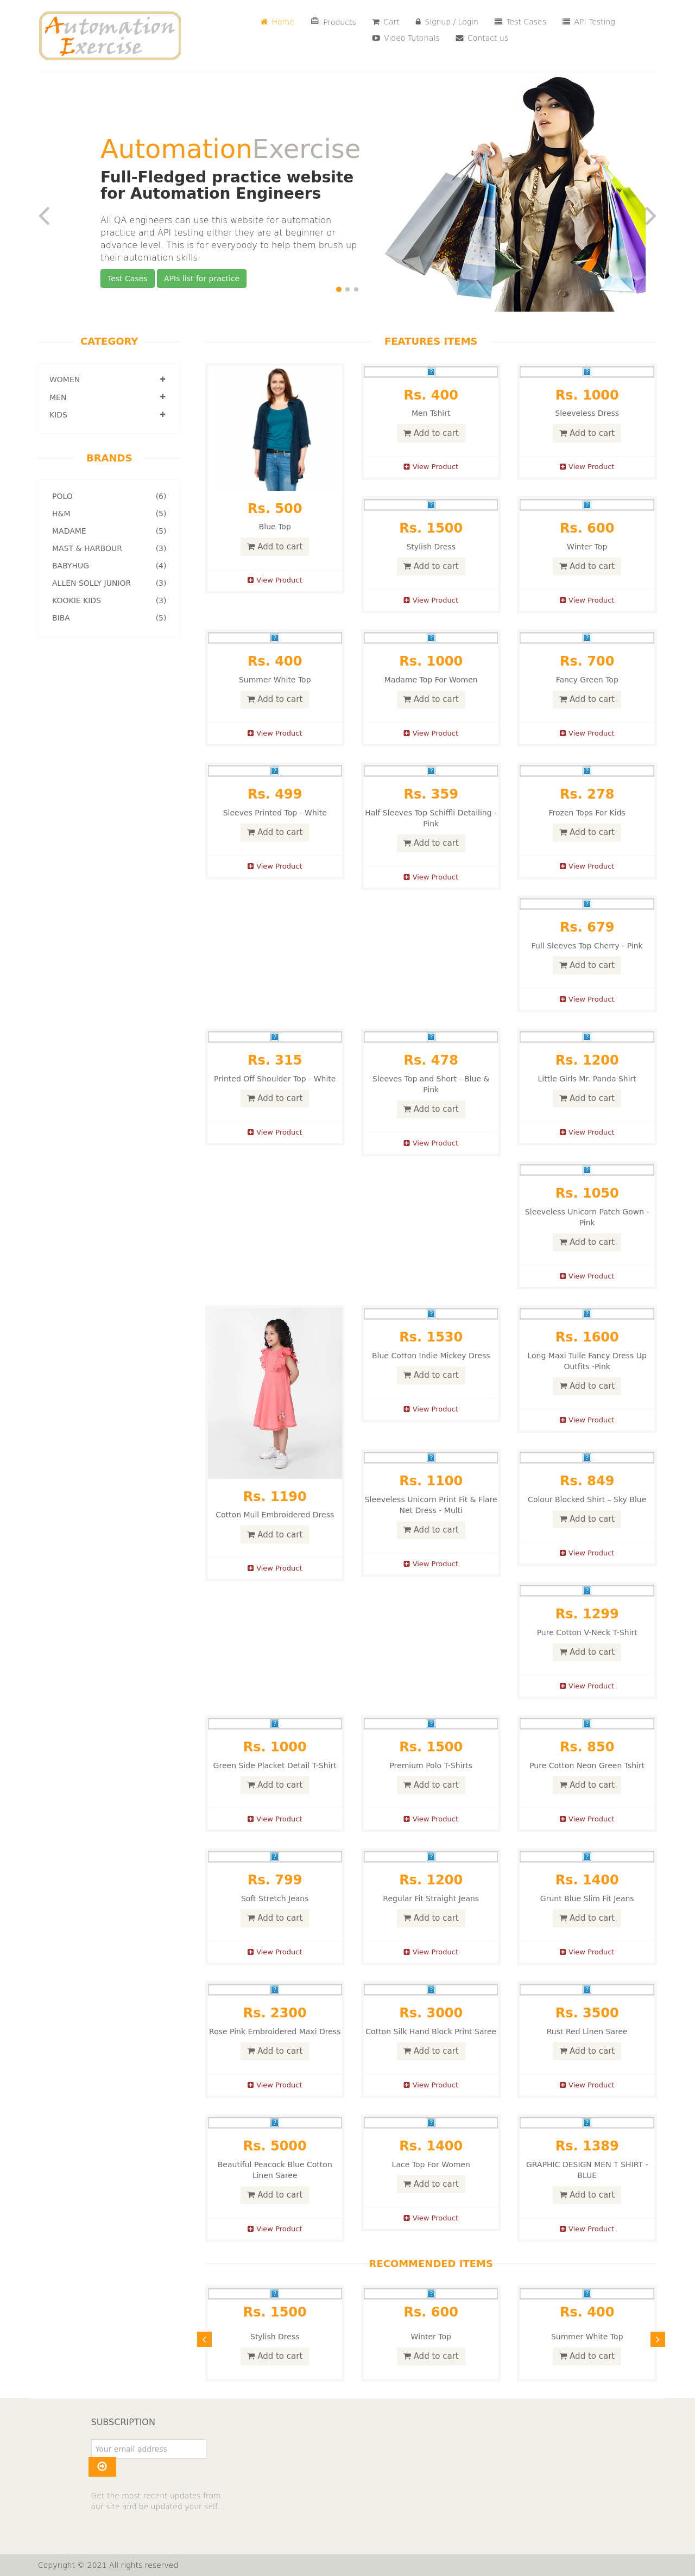 Automation
Exercise
Home
Products
Cart
Signup / Login
Test Cases
API Testing
Video Tutorials
Contact us
AutomationExercise
Full-Fledged practice website
for Automation Engineers
All QA engineers can use this website for automation
practice and API testing either they are at beginner or
advance level. This is for everybody to help them brush up
their automation skills.
Test Cases
APIs list for practice
CATEGORY
WOMEN
MEN
KIDS
BRANDS
POLO (6)
H&M (5)
MADAME (5)
MAST & HARBOUR (3)
BABYHUG (4)
ALLEN SOLLY JUNIOR (3)
KOOKIE KIDS (3)
BIBA (5)
FEATURES ITEMS
Rs. 500
Blue Top
Add to cart
View Product
Rs. 400
Men Tshirt
Add to cart
View Product
Rs. 1000
Sleeveless Dress
Add to cart
View Product
Rs. 1500
Stylish Dress
Add to cart
View Product
Rs. 600
Winter Top
Add to cart
View Product
Rs. 400
Summer White Top
Add to cart
View Product
Rs. 1000
Madame Top For Women
Add to cart
View Product
Rs. 700
Fancy Green Top
Add to cart
View Product
Rs. 499
Sleeves Printed Top - White
Add to cart
View Product
Rs. 359
Half Sleeves Top Schiffli Detailing -
Pink
Add to cart
View Product
Rs. 278
Frozen Tops For Kids
Add to cart
View Product
Rs. 679
Full Sleeves Top Cherry - Pink
Add to cart
View Product
Rs. 315
Printed Off Shoulder Top - White
Add to cart
View Product
Rs. 478
Sleeves Top and Short - Blue &
Pink
Add to cart
View Product
Rs. 1200
Little Girls Mr. Panda Shirt
Add to cart
View Product
Rs. 1050
Sleeveless Unicorn Patch Gown -
Pink
Add to cart
View Product
Rs. 1190
Cotton Mull Embroidered Dress
Add to cart
View Product
Rs. 1530
Blue Cotton Indie Mickey Dress
Add to cart
View Product
Rs. 1600
Long Maxi Tulle Fancy Dress Up
Outfits -Pink
Add to cart
View Product
Rs. 1100
Sleeveless Unicorn Print Fit & Flare
Net Dress - Multi
Add to cart
View Product
Rs. 849
Colour Blocked Shirt – Sky Blue
Add to cart
View Product
Rs. 1299
Pure Cotton V-Neck T-Shirt
Add to cart
View Product
Rs. 1000
Green Side Placket Detail T-Shirt
Add to cart
View Product
Rs. 1500
Premium Polo T-Shirts
Add to cart
View Product
Rs. 850
Pure Cotton Neon Green Tshirt
Add to cart
View Product
Rs. 799
Soft Stretch Jeans
Add to cart
View Product
Rs. 1200
Regular Fit Straight Jeans
Add to cart
View Product
Rs. 1400
Grunt Blue Slim Fit Jeans
Add to cart
View Product
Rs. 2300
Rose Pink Embroidered Maxi Dress
Add to cart
View Product
Rs. 3000
Cotton Silk Hand Block Print Saree
Add to cart
View Product
Rs. 3500
Rust Red Linen Saree
Add to cart
View Product
Rs. 5000
Beautiful Peacock Blue Cotton
Linen Saree
Add to cart
View Product
Rs. 1400
Lace Top For Women
Add to cart
View Product
Rs. 1389
GRAPHIC DESIGN MEN T SHIRT -
BLUE
Add to cart
View Product
RECOMMENDED ITEMS
Rs. 1500
Stylish Dress
Add to cart
Rs. 600
Winter Top
Add to cart
Rs. 400
Summer White Top
Add to cart
SUBSCRIPTION
Your email address
Get the most recent updates from
our site and be updated your self...
Copyright © 2021 All rights reserved